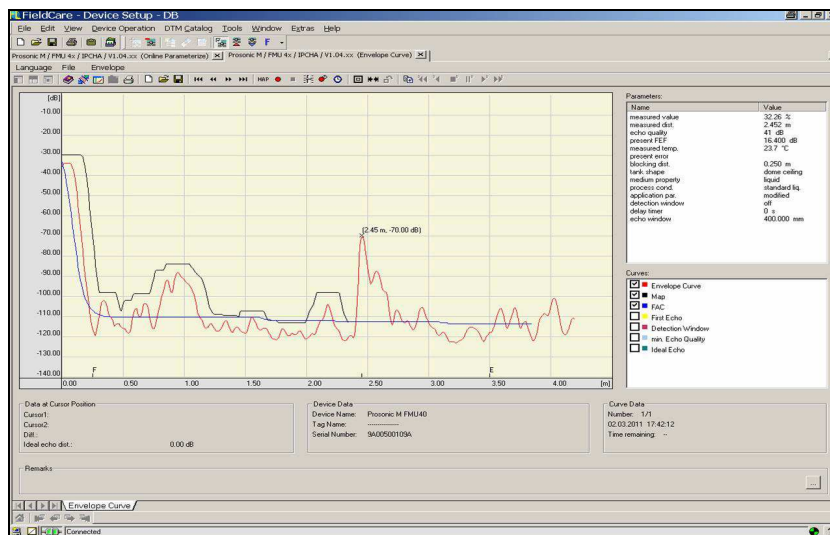 FieldCare - Device Setup - DB
File Edit View Device Operation DTM Catalog Tools Window Extras Help
Prosonic M / FMU 4x / IPCHA / V1.04.xx (Online Parameterize) Prosonic M / FMU 4x / IPCHA / V1.04.xx (Envelope Curve)
Language File Envelope
MAP
[dB]
-10.00
-20.00
-30.00
-40.00
-50.00
-60.00
-70.00
-80.00
-90.00
-100.00
-110.00
-120.00
-130.00
-140.00
(2.45 m, -70.00 dB)
F E
0.00 0.50 1.00 1.50 2.00 2.50 3.00 3.50 4.00 [m]
Parameters:
Name Value
measured value 32.26 %
measured dist. 2.452 m
echo quality 41 dB
present FEF 16.400 dB
measured temp. 23.7 °C
present error
blocking dist. 0.250 m
tank shape dome ceiling
medium property liquid
process cond. standard liq.
application par. modified
detection window off
delay timer 0 s
echo window 400.000 mm
Curves:
Envelope Curve
Map
FAC
First Echo
Detection Window
min. Echo Quality
Ideal Echo
Data at Cursor Position
Cursor1:
Cursor2:
Diff.:
Ideal echo dist.: 0.00 dB
Device Data
Device Name: Prosonic M FMU40
Tag Name: --------------
Serial Number: 9A00500109A
Curve Data
Number: 1/1
02.03.2011 17:42:12
Time remaining: --
Remarks
...
Envelope Curve
Connected